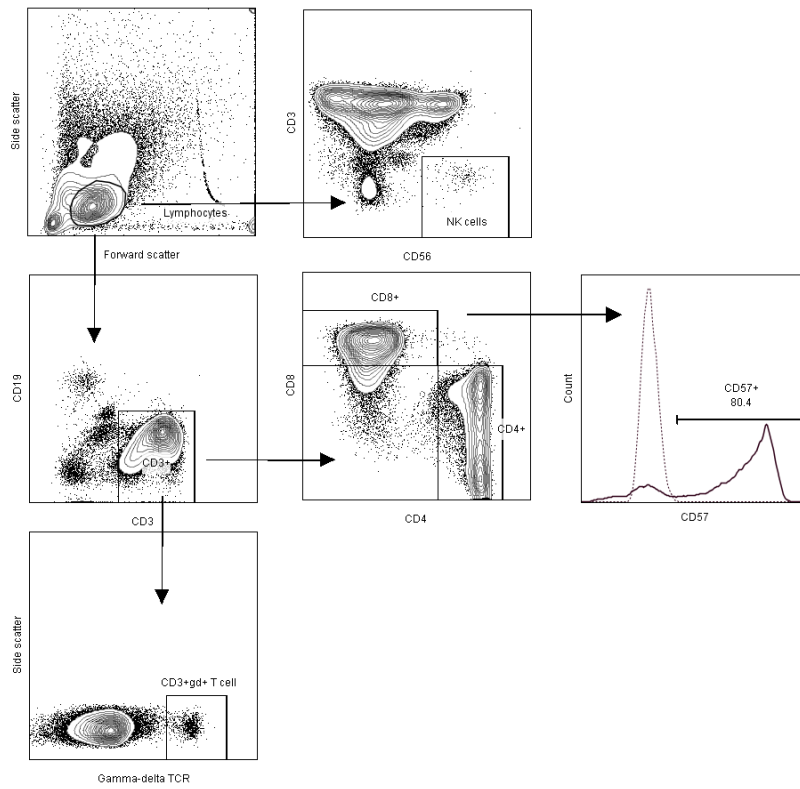 Side scatter
Lymphocytes
Forward scatter
CD3
NK cells
CD56
CD19
CD3+
CD3
CD8+
CD8
CD4+
CD4
Count
CD57+
80.4
CD57
Side scatter
CD3+gd+ T cell
Gamma-delta TCR